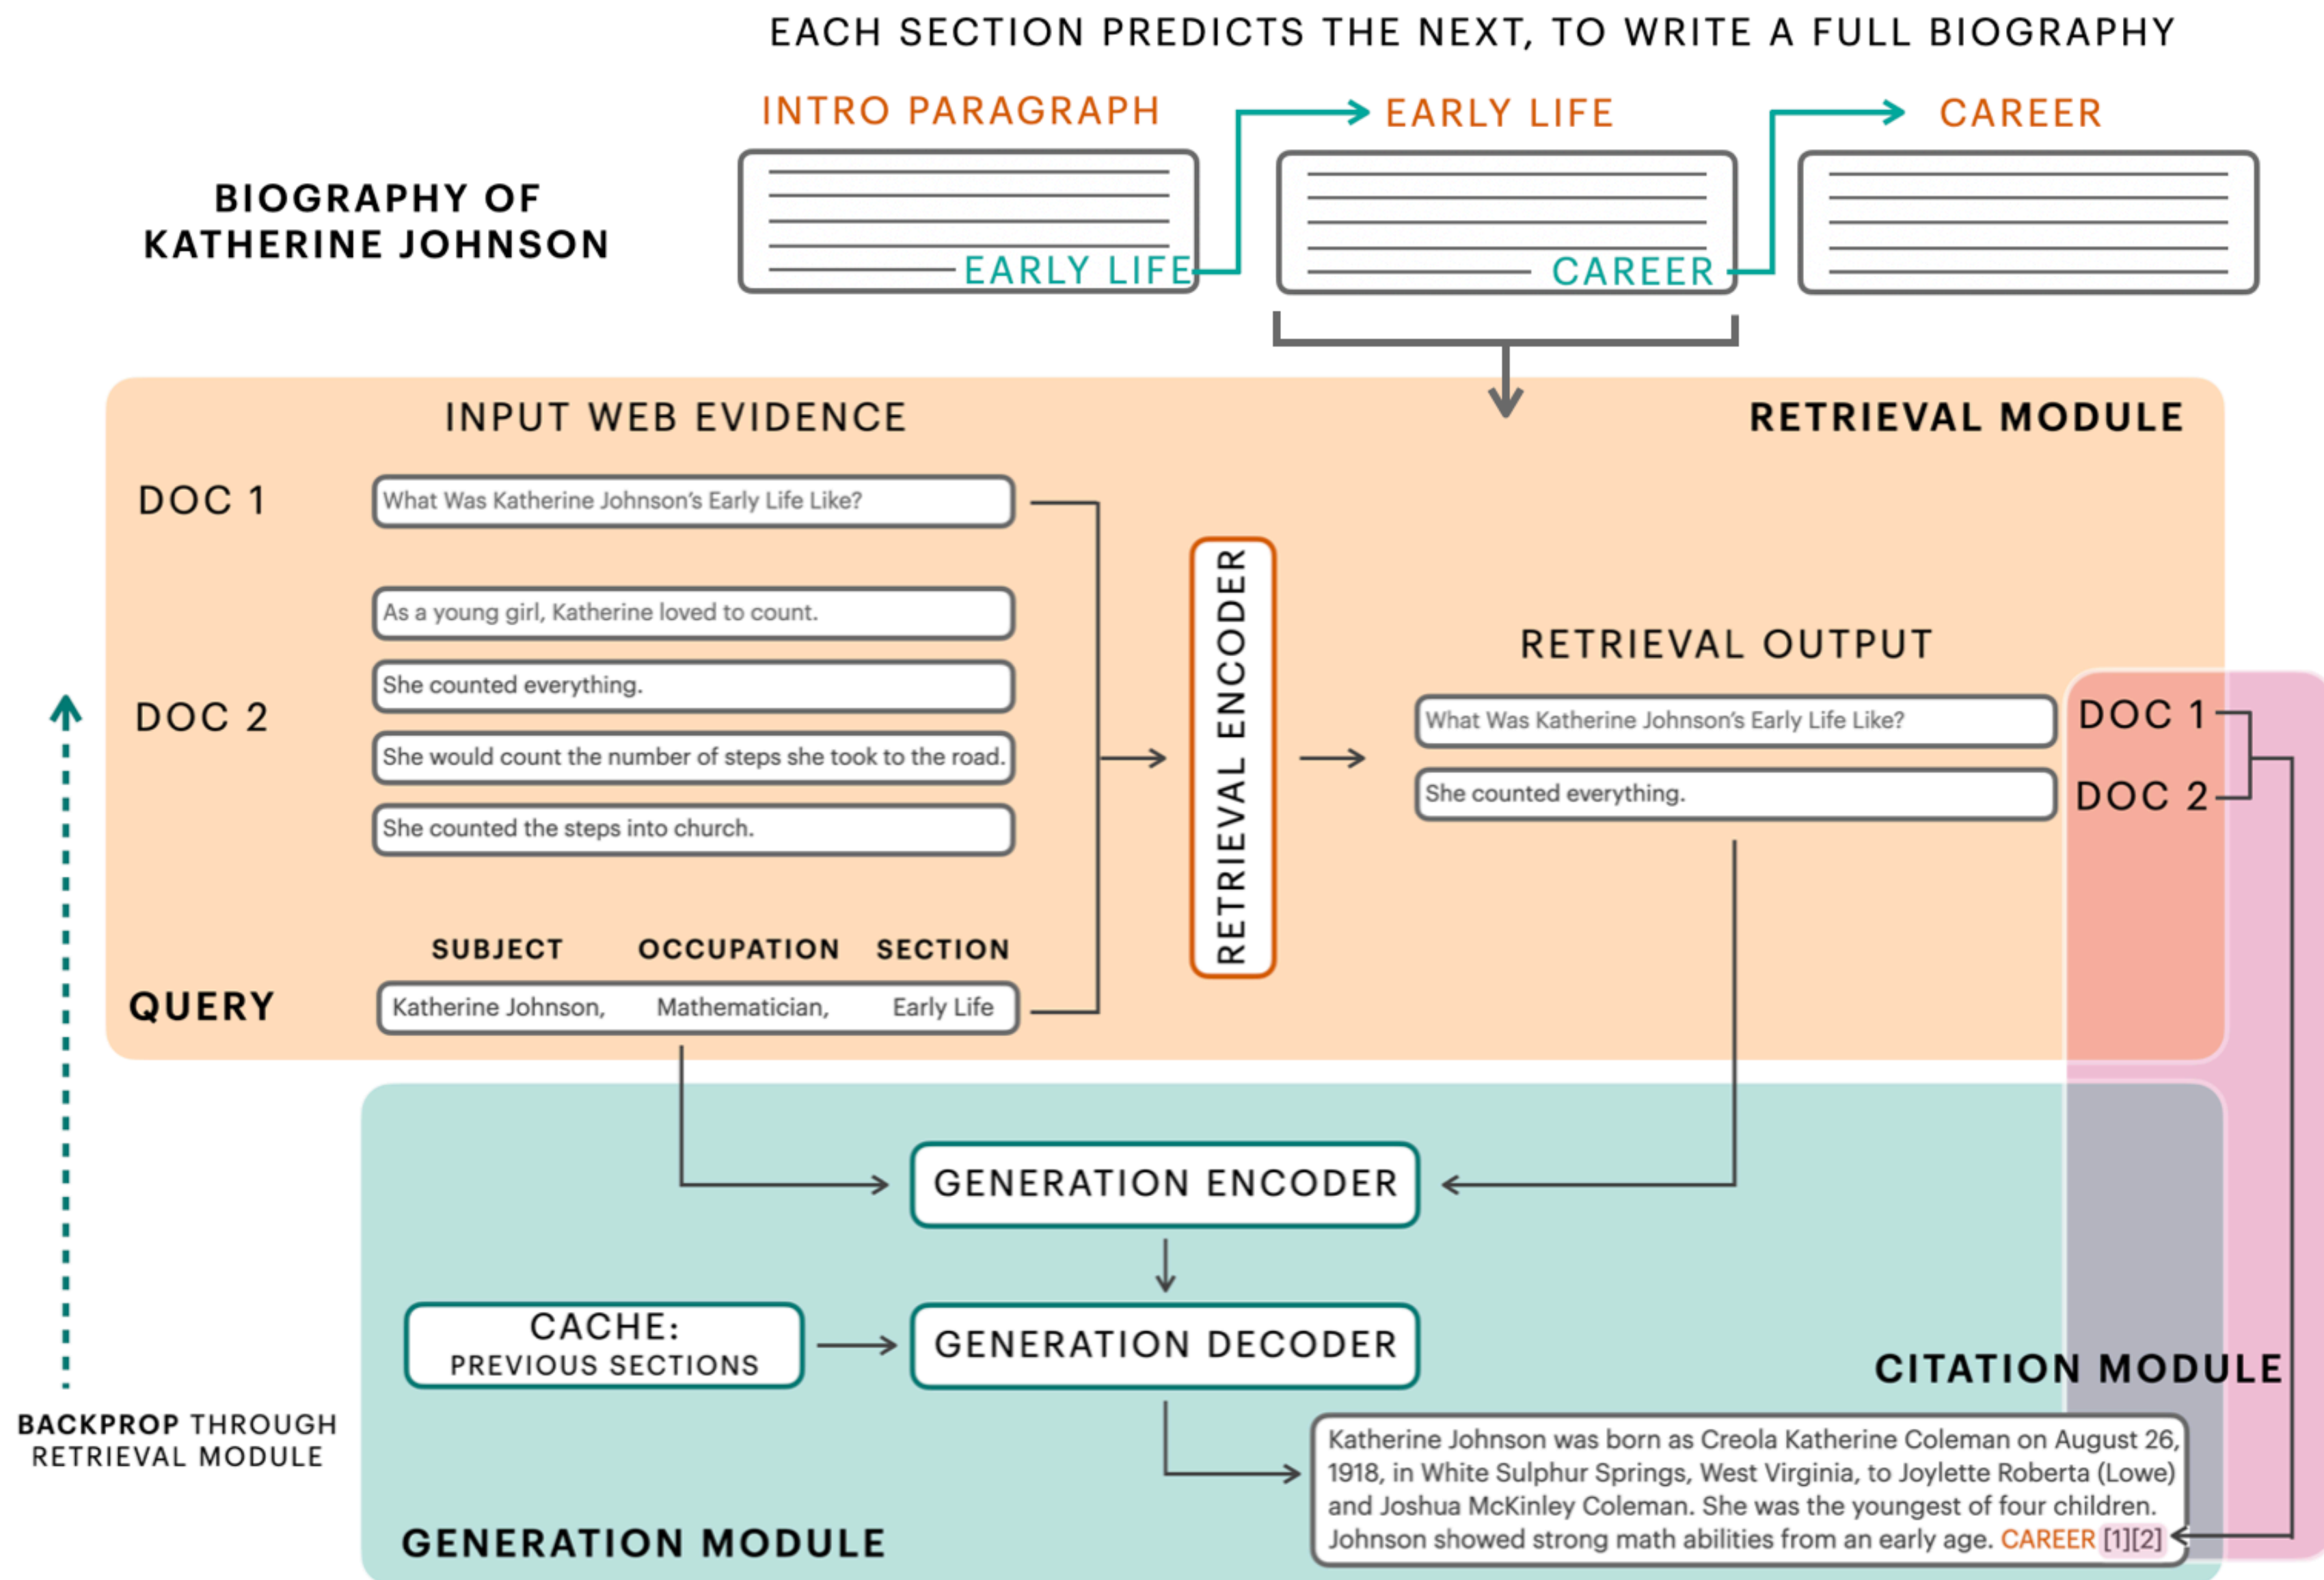 EACH SECTION PREDICTS THE NEXT, TO WRITE A FULL BIOGRAPHY
INTRO PARAGRAPH
EARLY LIFE
CAREER
BIOGRAPHY OF
KATHERINE JOHNSON
EARLY LIFE
CAREER
INPUT WEB EVIDENCE
RETRIEVAL MODULE
DOC 1
What Was Katherine Johnson's Early Life Like?
As a young girl, Katherine loved to count.
DOC 2
She counted everything.
She would count the number of steps she took to the road.
She counted the steps into church.
RETRIEVAL ENCODER
RETRIEVAL OUTPUT
What Was Katherine Johnson's Early Life Like?
DOC 1
She counted everything.
DOC 2
SUBJECT OCCUPATION SECTION
QUERY
Katherine Johnson, Mathematician, Early Life
GENERATION ENCODER
CACHE:
PREVIOUS SECTIONS
GENERATION DECODER
CITATION MODULE
BACKPROP THROUGH
RETRIEVAL MODULE
Katherine Johnson was born as Creola Katherine Coleman on August 26,
1918, in White Sulphur Springs, West Virginia, to Joylette Roberta (Lowe)
and Joshua McKinley Coleman. She was the youngest of four children.
Johnson showed strong math abilities from an early age. CAREER [1][2]
GENERATION MODULE